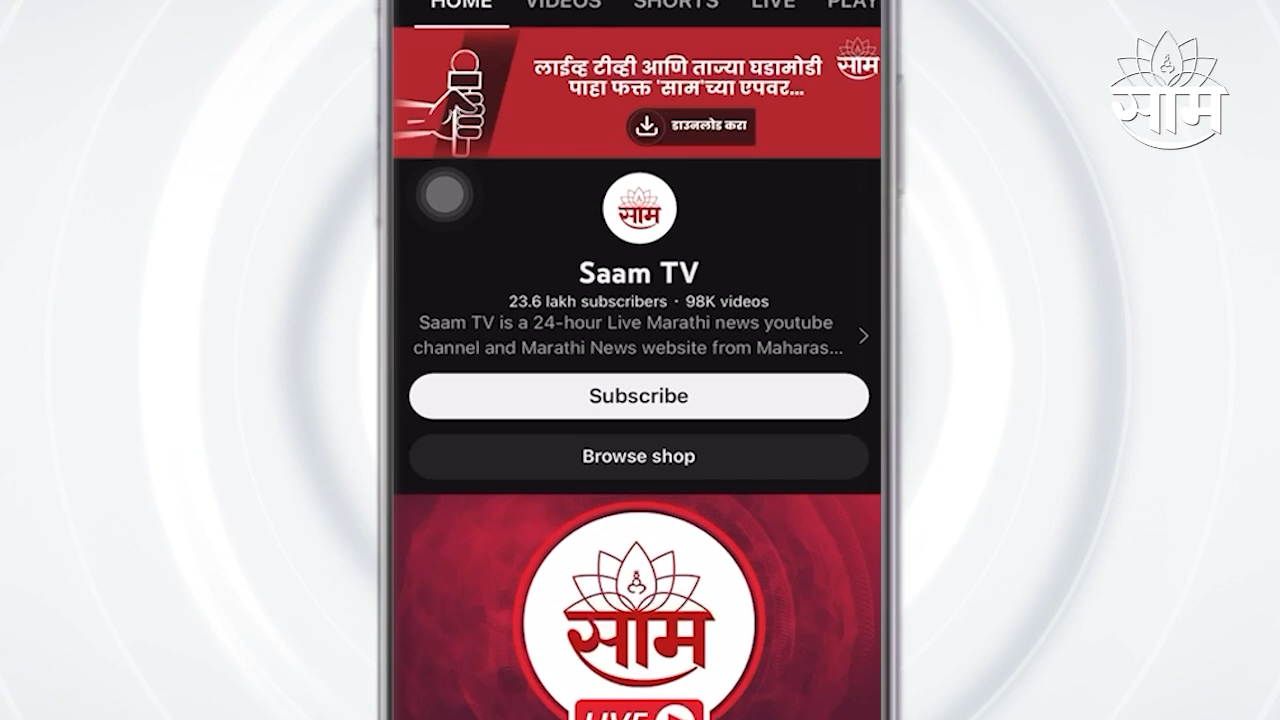 HOME VIDEOS SHORTS LIVE PLAY
लाईव्ह टीव्ही आणि ताज्या घडामोडी
पाहा फक्त 'साम'च्या एपवर...
डाउनलोड करा
साम
साम
साम
Saam TV
23.6 lakh subscribers · 98K videos
Saam TV is a 24-hour Live Marathi news youtube
channel and Marathi News website from Maharas...
Subscribe
Browse shop
साम
LIVE